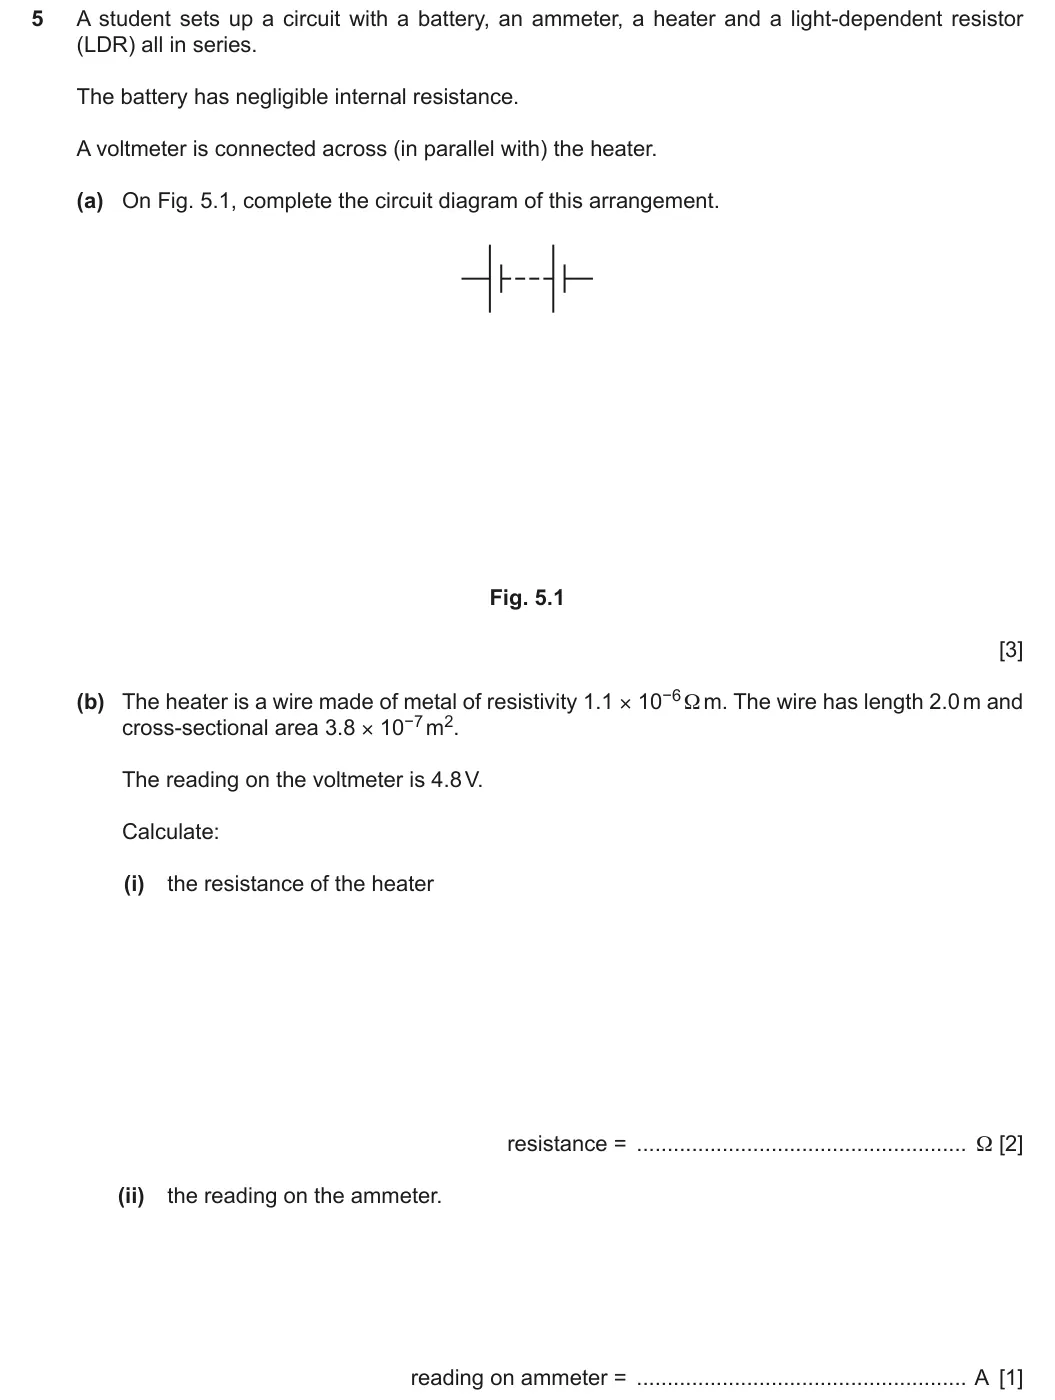 5 A student sets up a circuit with a battery, an ammeter, a heater and a light-dependent resistor
(LDR) all in series.
The battery has negligible internal resistance.
A voltmeter is connected across (in parallel with) the heater.
(a) On Fig. 5.1, complete the circuit diagram of this arrangement.
Fig. 5.1
[3]
(b) The heater is a wire made of metal of resistivity 1.1 × 10⁻⁶ Ω m. The wire has length 2.0 m and
cross-sectional area 3.8 × 10⁻⁷ m².
The reading on the voltmeter is 4.8 V.
Calculate:
(i) the resistance of the heater
resistance = ...................................................... Ω [2]
(ii) the reading on the ammeter.
reading on ammeter = ...................................................... A [1]